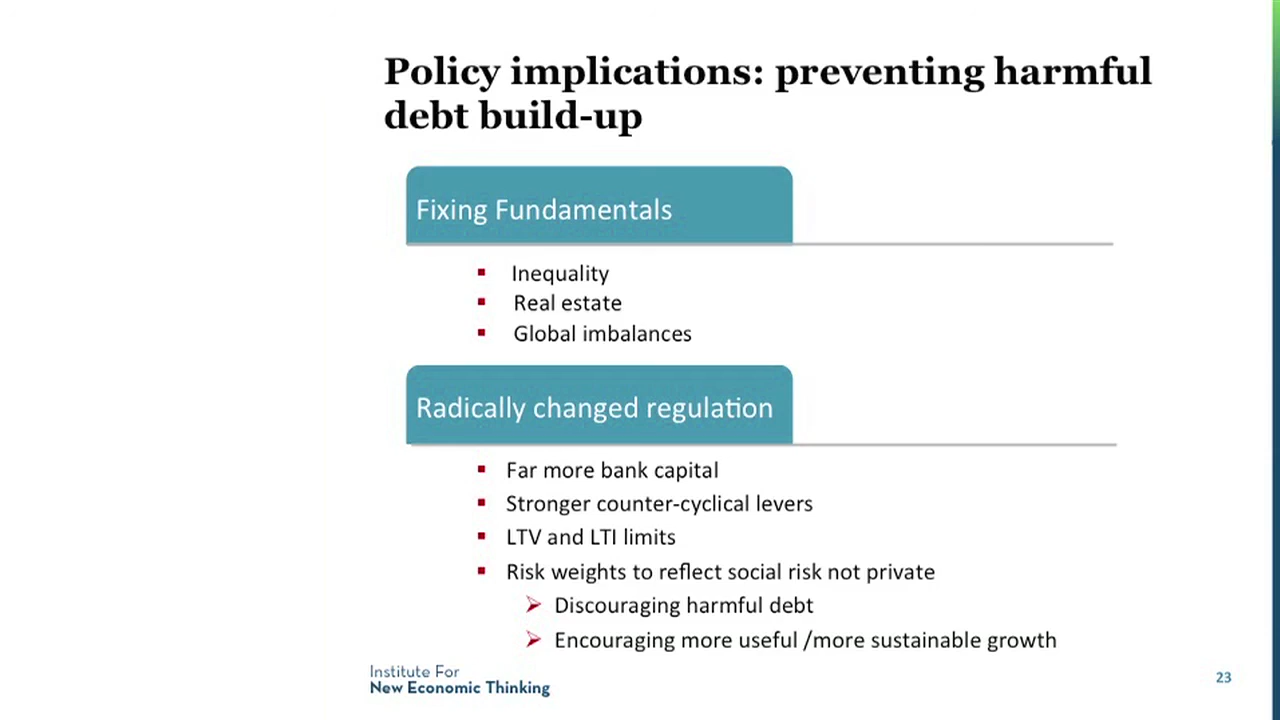 Policy implications: preventing harmful
debt build-up
Fixing Fundamentals
▪ Inequality
▪ Real estate
▪ Global imbalances
Radically changed regulation
▪ Far more bank capital
▪ Stronger counter-cyclical levers
▪ LTV and LTI limits
▪ Risk weights to reflect social risk not private
➢ Discouraging harmful debt
➢ Encouraging more useful /more sustainable growth
Institute For
New Economic Thinking
23